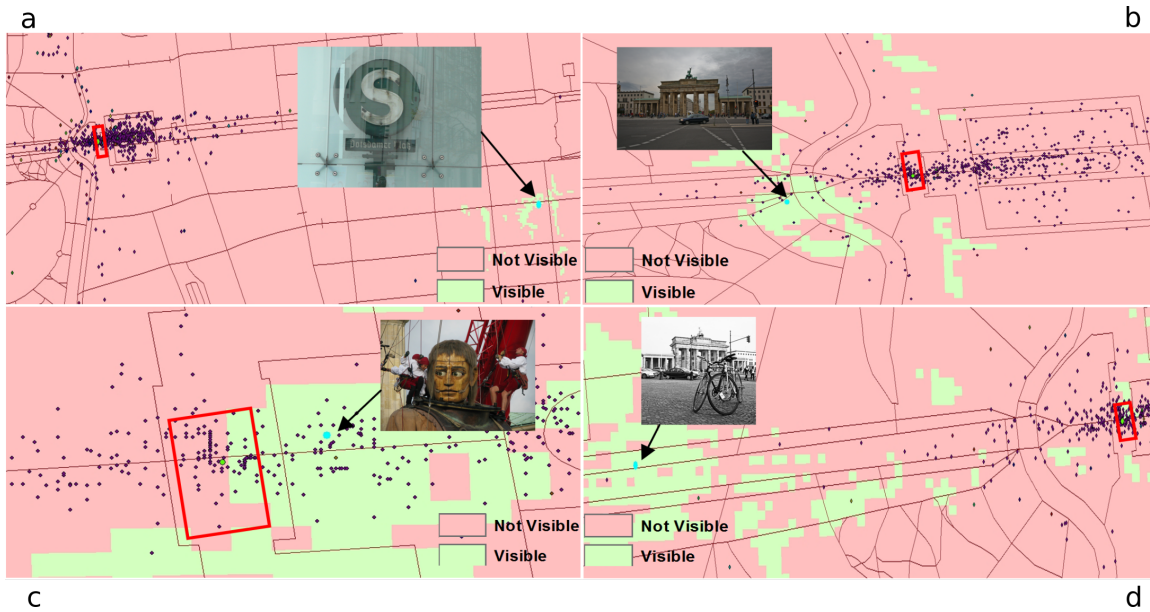 a
b
S
Potsdamer Platz
Not Visible
Visible
Not Visible
Visible
Not Visible
Visible
Not Visible
Visible
c
d